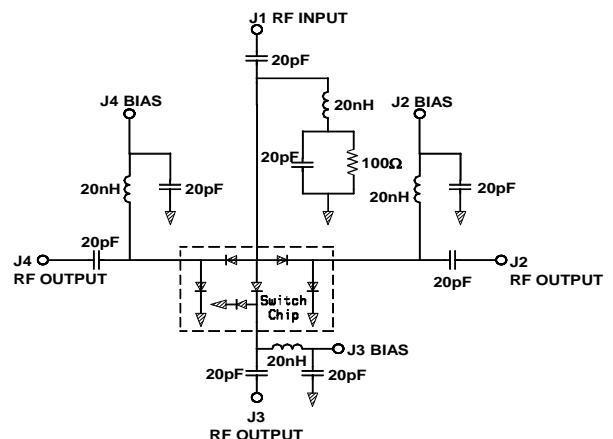 J1 RF INPUT
20pF
J4 BIAS
20nH
J2 BIAS
20pF
100Ω
20nH
20pF
20nH
20pF
20pF
J4
RF OUTPUT
20pF
J2
RF OUTPUT
Switch
Chip
J3 BIAS
20nH
20pF
20pF
J3
RF OUTPUT